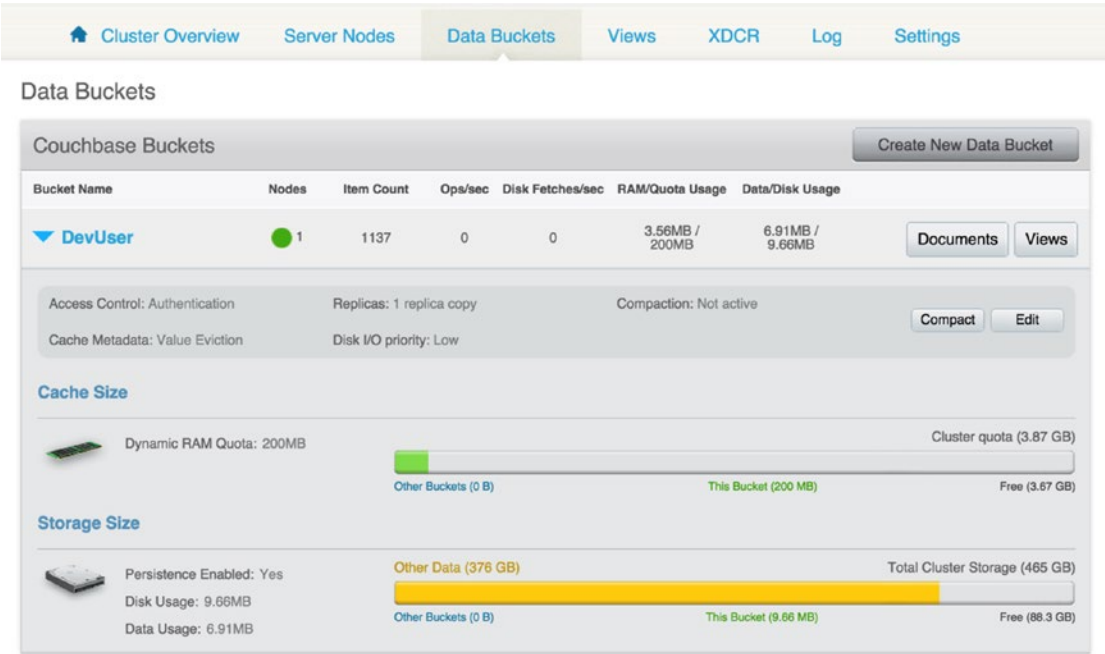 Cluster Overview Server Nodes Data Buckets Views XDCR Log Settings
Data Buckets
Couchbase Buckets Create New Data Bucket
Bucket Name Nodes Item Count Ops/sec Disk Fetches/sec RAM/Quota Usage Data/Disk Usage
DevUser 1 1137 0 0 3.56MB / 200MB 6.91MB / 9.66MB Documents Views
Access Control: Authentication Replicas: 1 replica copy Compaction: Not active
Compact Edit
Cache Metadata: Value Eviction Disk I/O priority: Low
Cache Size
Cluster quota (3.87 GB)
Dynamic RAM Quota: 200MB
Other Buckets (0 B) This Bucket (200 MB) Free (3.67 GB)
Storage Size
Other Data (376 GB) Total Cluster Storage (465 GB)
Persistence Enabled: Yes
Disk Usage: 9.66MB
Other Buckets (0 B) This Bucket (9.66 MB) Free (88.3 GB)
Data Usage: 6.91MB